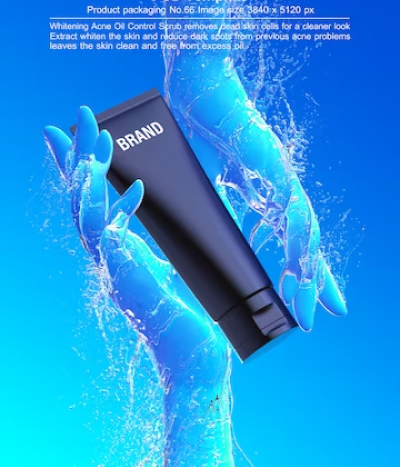 Product packaging No.66 Image size 3840 x 5120 px
Whitening Acne Oil Control Scrub removes dead skin cells for a cleaner look
Extract whiten the skin and reduce dark spots from previous acne problems
leaves the skin clean and free from excess oil.
BRAND